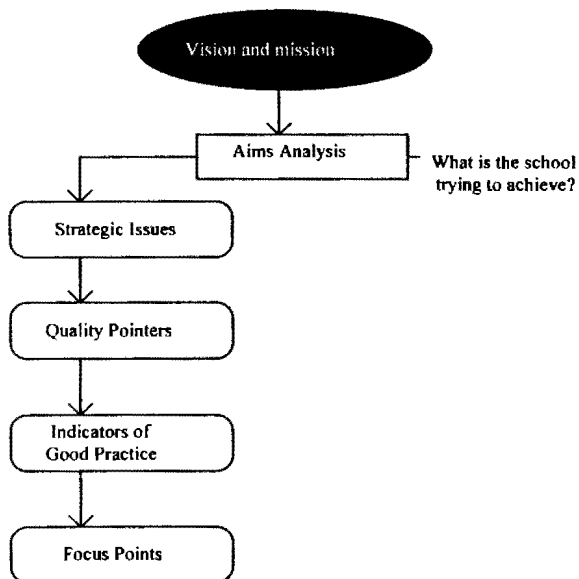 Vision and mission
Aims Analysis
What is the school
trying to achieve?
Strategic Issues
Quality Pointers
Indicators of
Good Practice
Focus Points